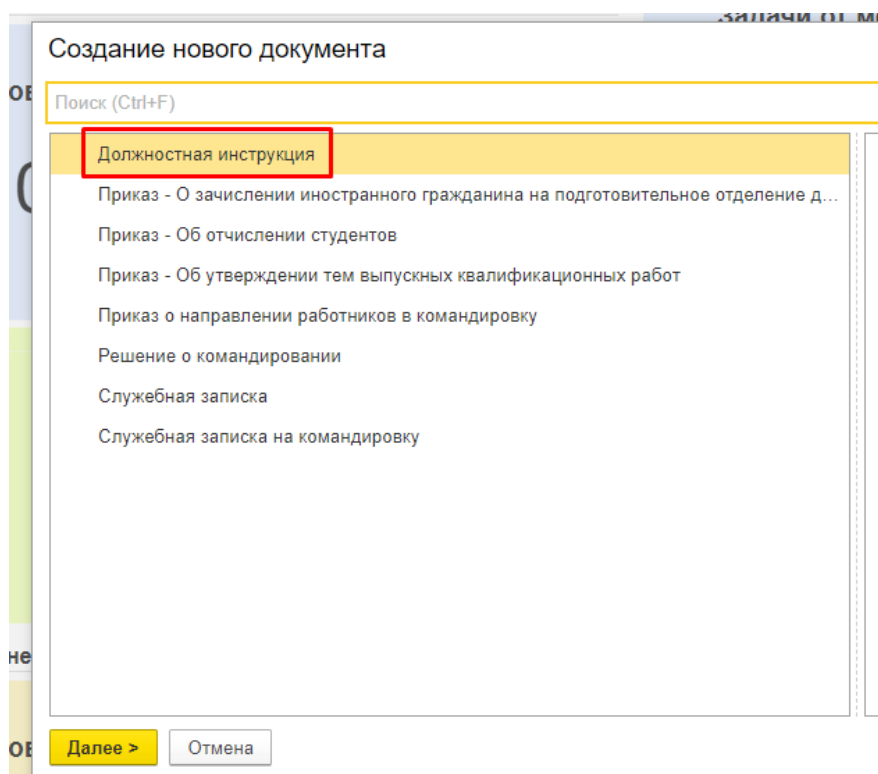 Создание нового документа
Поиск (Ctrl+F)
Должностная инструкция
Приказ - О зачислении иностранного гражданина на подготовительное отделение д...
Приказ - Об отчислении студентов
Приказ - Об утверждении тем выпускных квалификационных работ
Приказ о направлении работников в командировку
Решение о командировании
Служебная записка
Служебная записка на командировку
Далее >
Отмена